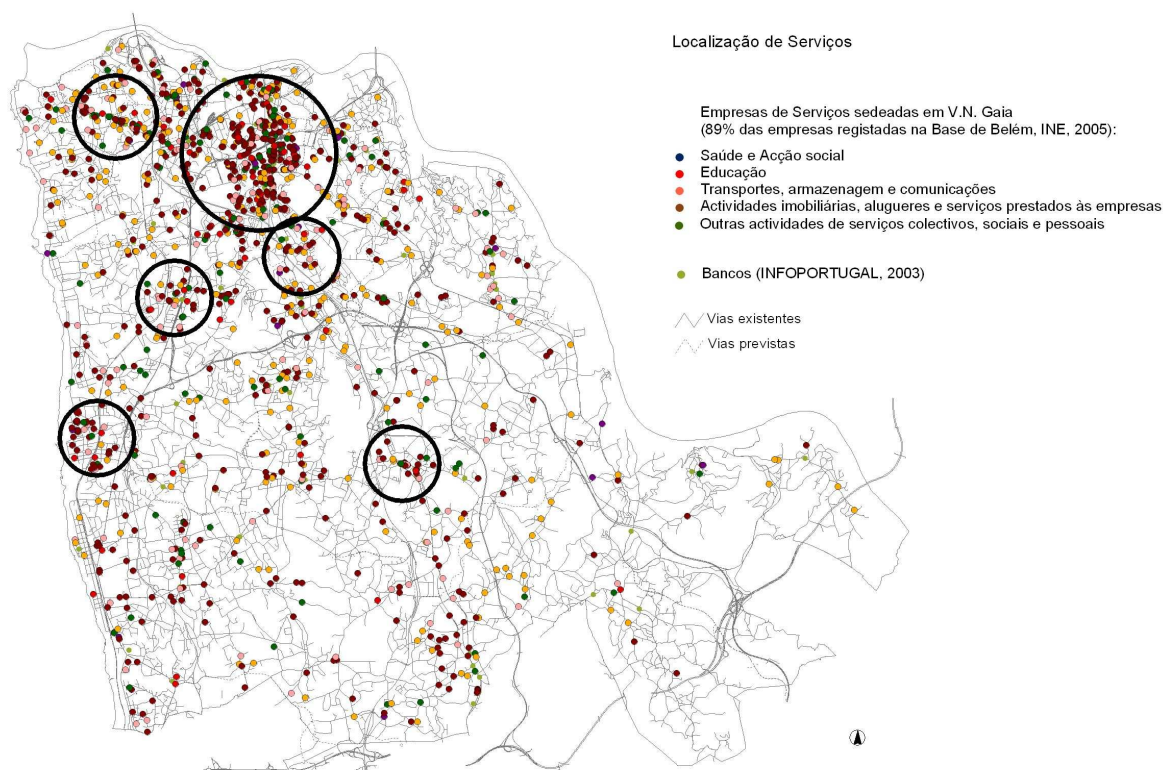 Localização de Serviços
Empresas de Serviços sedeadas em V.N. Gaia
(89% das empresas registadas na Base de Belém, INE, 2005):
Saúde e Acção social
Educação
Transportes, armazenagem e comunicações
Actividades imobiliárias, alugueres e serviços prestados às empresas
Outras actividades de serviços colectivos, sociais e pessoais
Bancos (INFOPORTUGAL, 2003)
Vias existentes
Vias previstas